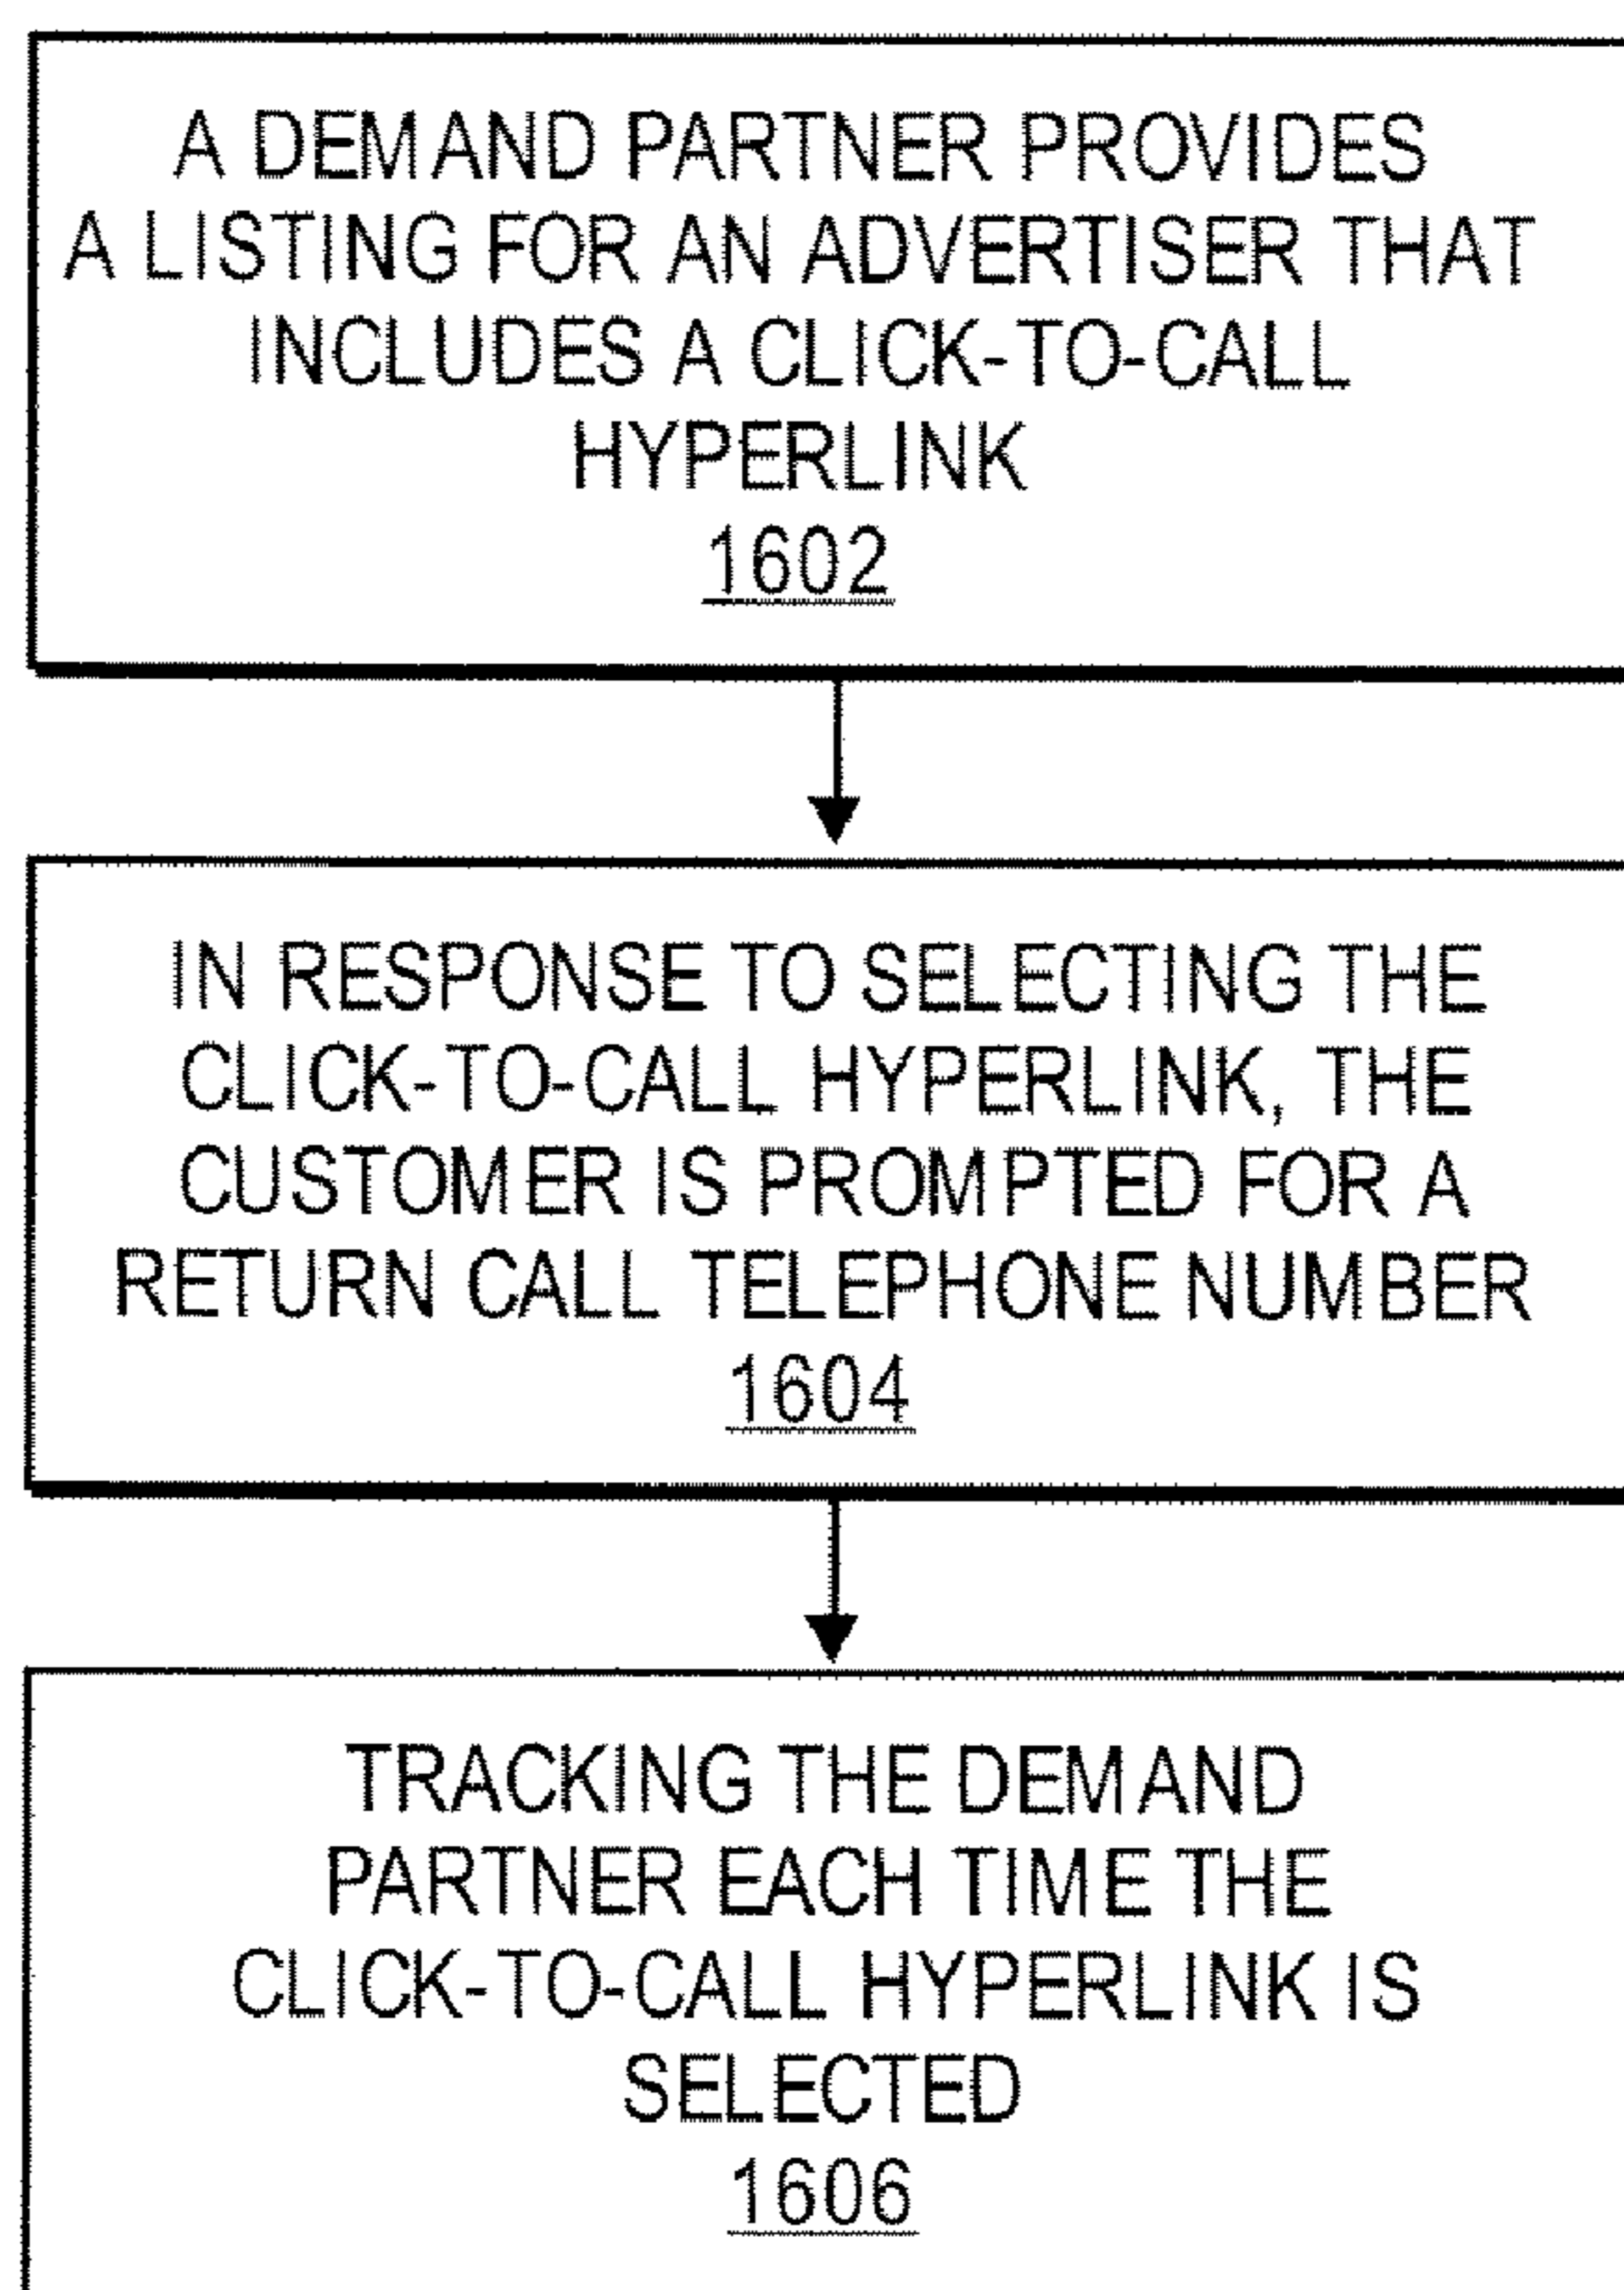 A DEMAND PARTNER PROVIDES
A LISTING FOR AN ADVERTISER THAT
INCLUDES A CLICK-TO-CALL
HYPERLINK
1602
IN RESPONSE TO SELECTING THE
CLICK-TO-CALL HYPERLINK, THE
CUSTOMER IS PROMPTED FOR A
RETURN CALL TELEPHONE NUMBER
1604
TRACKING THE DEMAND
PARTNER EACH TIME THE
CLICK-TO-CALL HYPERLINK IS
SELECTED
1606